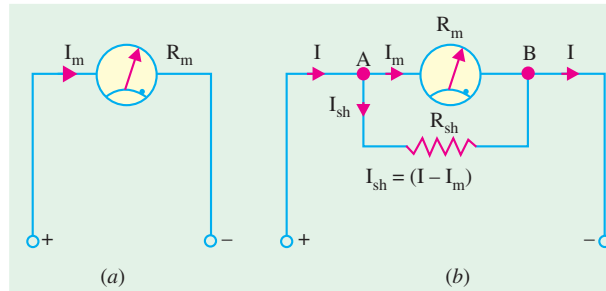 I_m R_m
+ –
(a)
R_m
I A I_m B I
I_sh
R_sh
I_sh = (I – I_m)
+ –
(b)